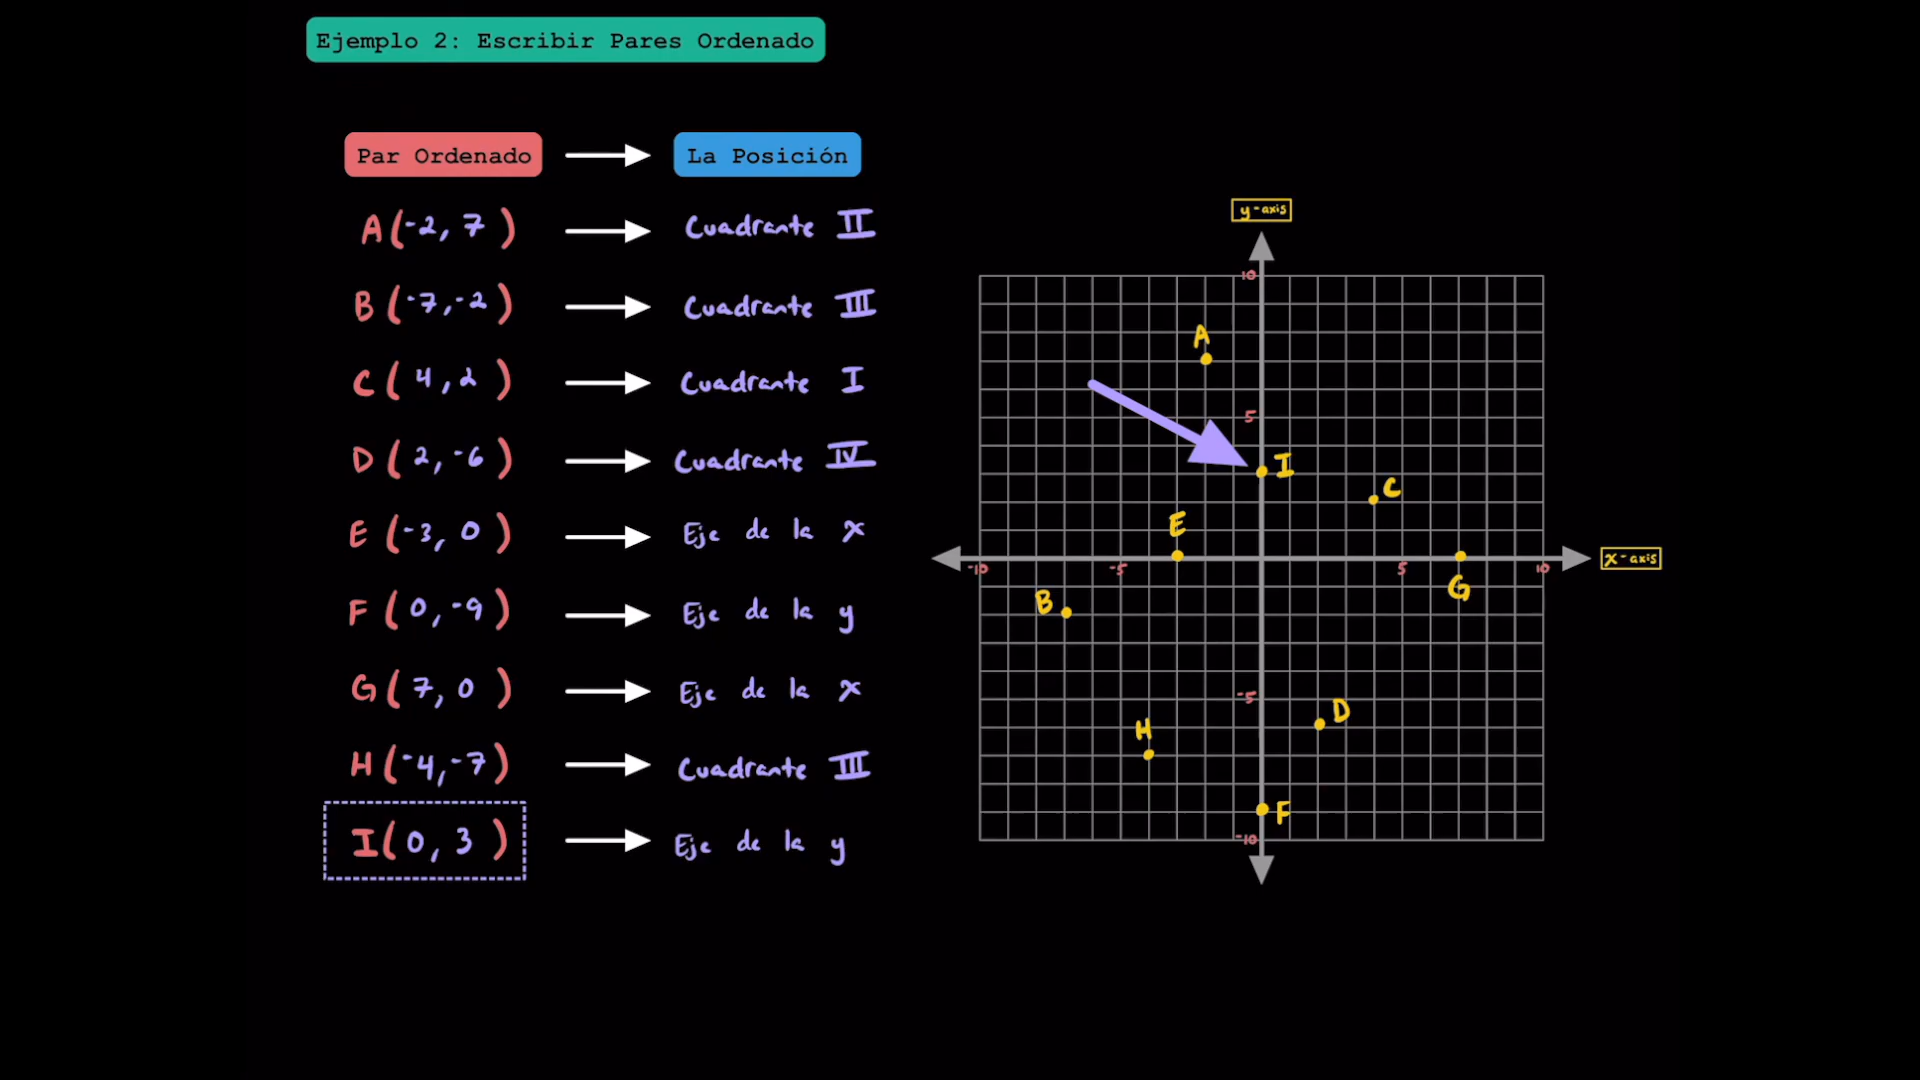 Ejemplo 2: Escribir Pares Ordenado
Par Ordenado → La Posición
A (-2, 7) → Cuadrante II
B (-7, -2) → Cuadrante III
C (4, 2) → Cuadrante I
D (2, -6) → Cuadrante IV
E (-3, 0) → Eje de la x
F (0, -9) → Eje de la y
G (7, 0) → Eje de la x
H (-4, -7) → Cuadrante III
I (0, 3) → Eje de la y
y-axis
10
A
5
I
C
E
x-axis
-10
-5
5
10
G
B
-5
D
H
F
-10